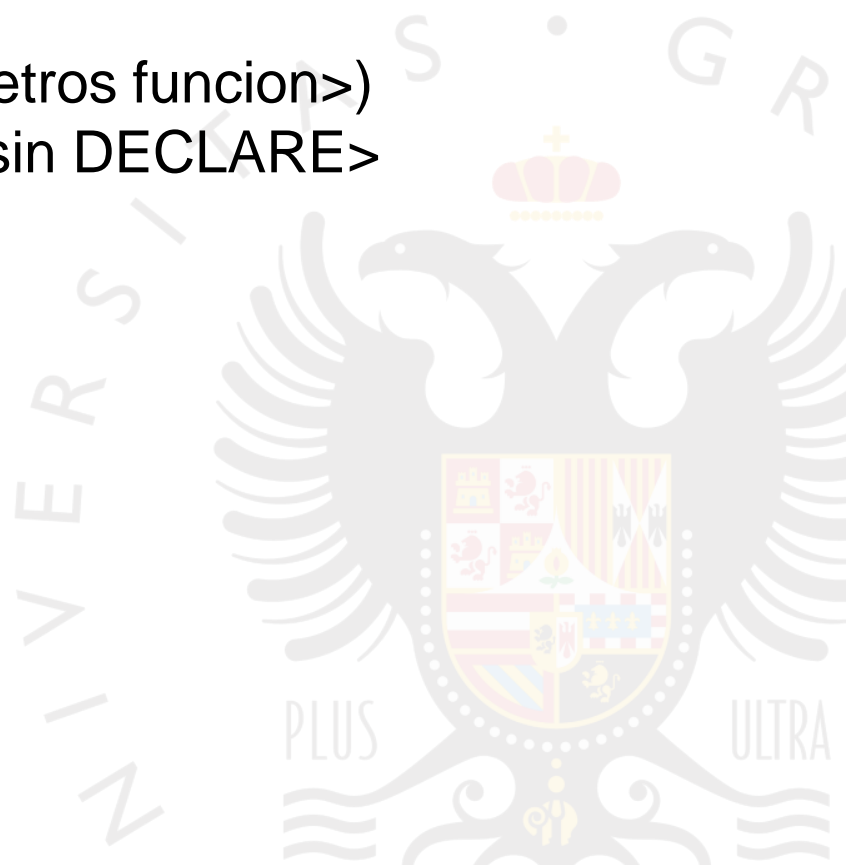 etros funcion>)
sin DECLARE>
S • G R
I T A
N I V E R S
PLUS ULTRA